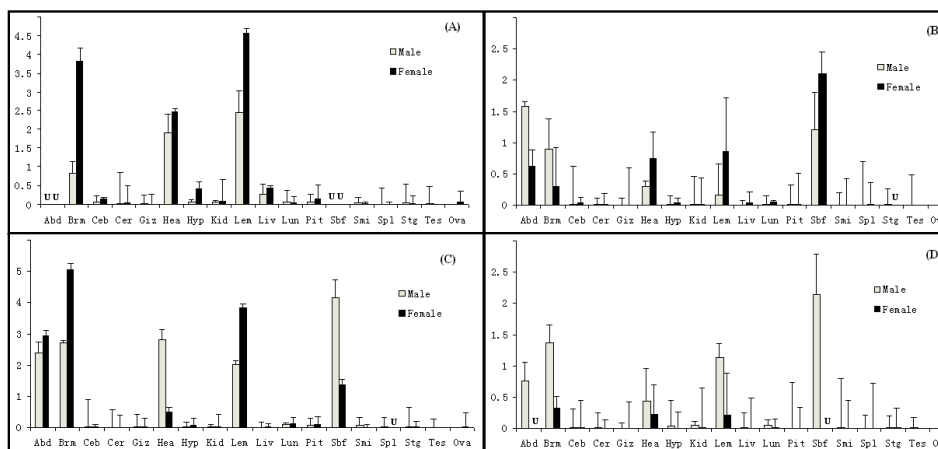 (A)
4.5
4
3.5
3
2.5
2
1.5
1
0.5
0
Male
Female
U U
U U
Abd Brm Ceb Cer Giz Hea Hyp Kid Lem Liv Lun Pit Sbf Smi Spl Stg Tes Ova
(B)
2.5
2
1.5
1
0.5
0
Male
Female
U
Abd Brm Ceb Cer Giz Hea Hyp Kid Lem Liv Lun Pit Sbf Smi Spl Stg Tes O
(C)
5
4
3
2
1
0
Male
Female
U
Abd Brm Ceb Cer Giz Hea Hyp Kid Lem Liv Lun Pit Sbf Smi Spl Stg Tes Ova
(D
2.5
2
1.5
1
0.5
0
Male
Female
U
U
Abd Brm Ceb Cer Giz Hea Hyp Kid Lem Liv Lun Pit Sbf Smi Spl Stg Tes O